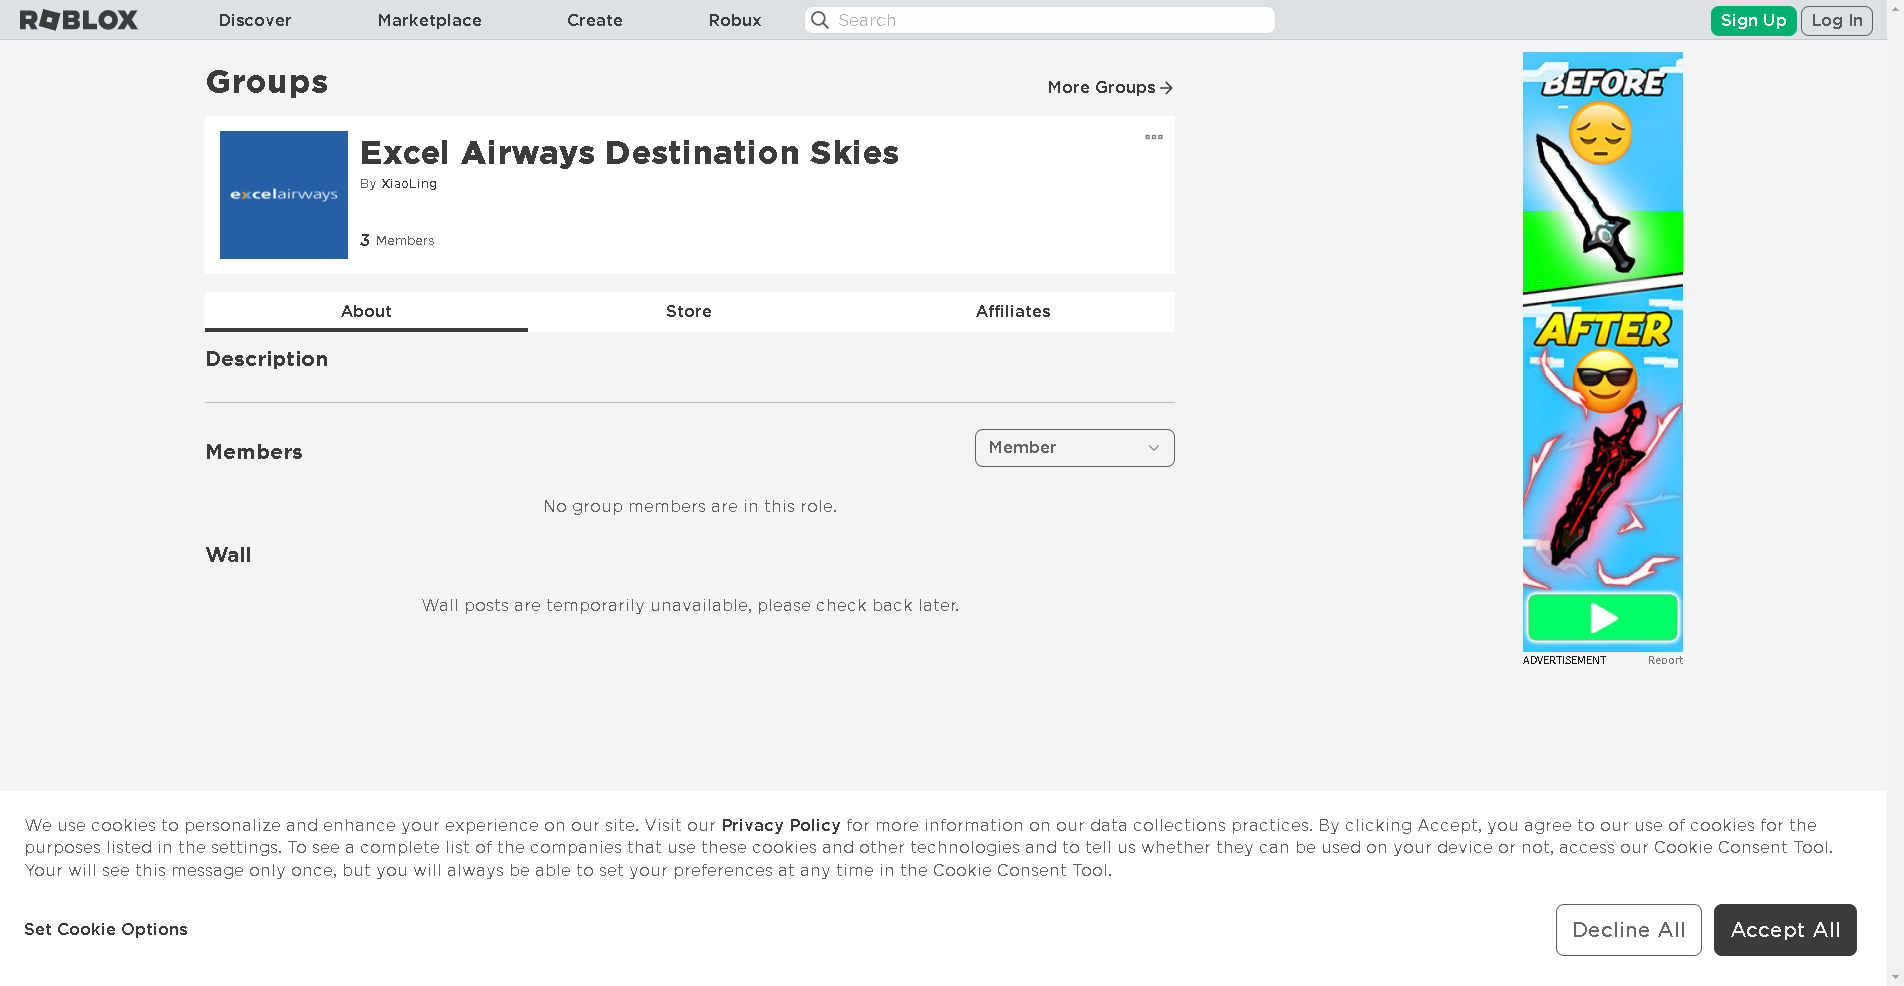 ROBLOX
Discover
Marketplace
Create
Robux
Search
Sign Up
Log In
Groups
More Groups
excelairways
Excel Airways Destination Skies
By XiaoLing
3 Members
About
Store
Affiliates
Description
Members
Member
No group members are in this role.
Wall
Wall posts are temporarily unavailable, please check back later.
BEFORE
AFTER
ADVERTISEMENT
Report
We use cookies to personalize and enhance your experience on our site. Visit our Privacy Policy for more information on our data collections practices. By clicking Accept, you agree to our use of cookies for the
purposes listed in the settings. To see a complete list of the companies that use these cookies and other technologies and to tell us whether they can be used on your device or not, access our Cookie Consent Tool.
Your will see this message only once, but you will always be able to set your preferences at any time in the Cookie Consent Tool.
Set Cookie Options
Decline All
Accept All